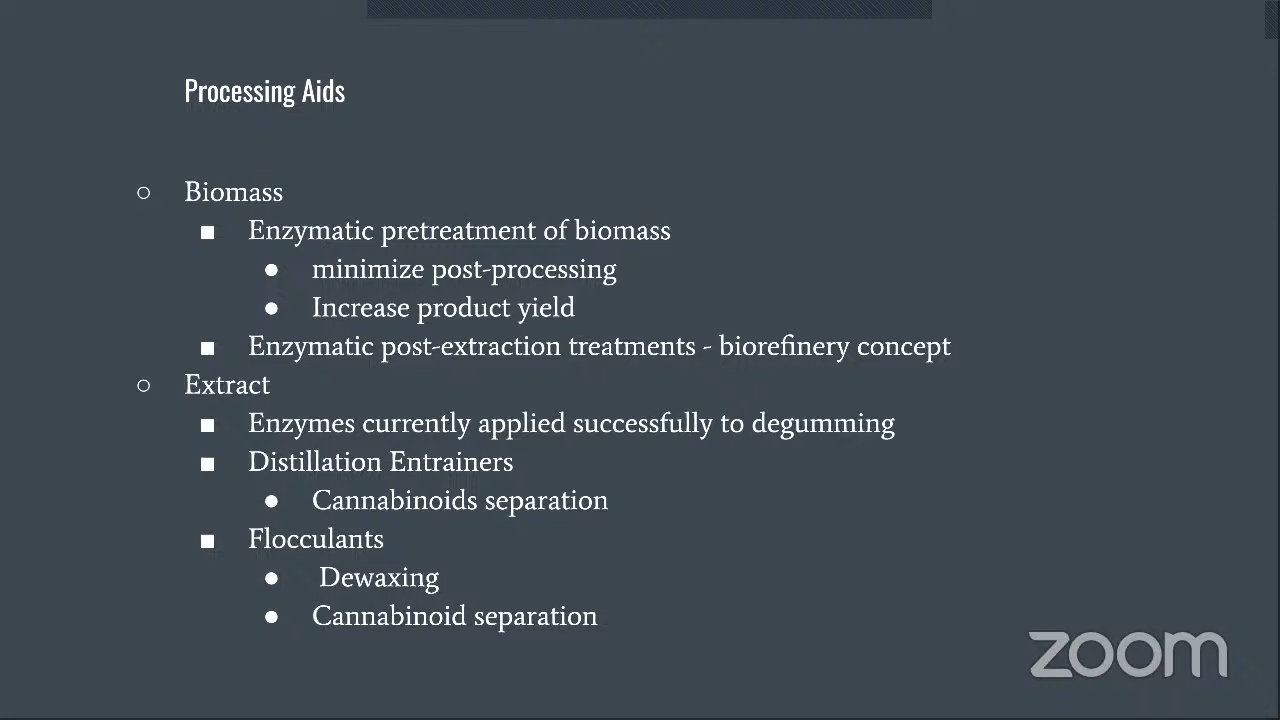 Processing Aids
Biomass
Enzymatic pretreatment of biomass
minimize post-processing
Increase product yield
Enzymatic post-extraction treatments - biorefinery concept
Extract
Enzymes currently applied successfully to degumming
Distillation Entrainers
Cannabinoids separation
Flocculants
Dewaxing
Cannabinoid separation
zoom